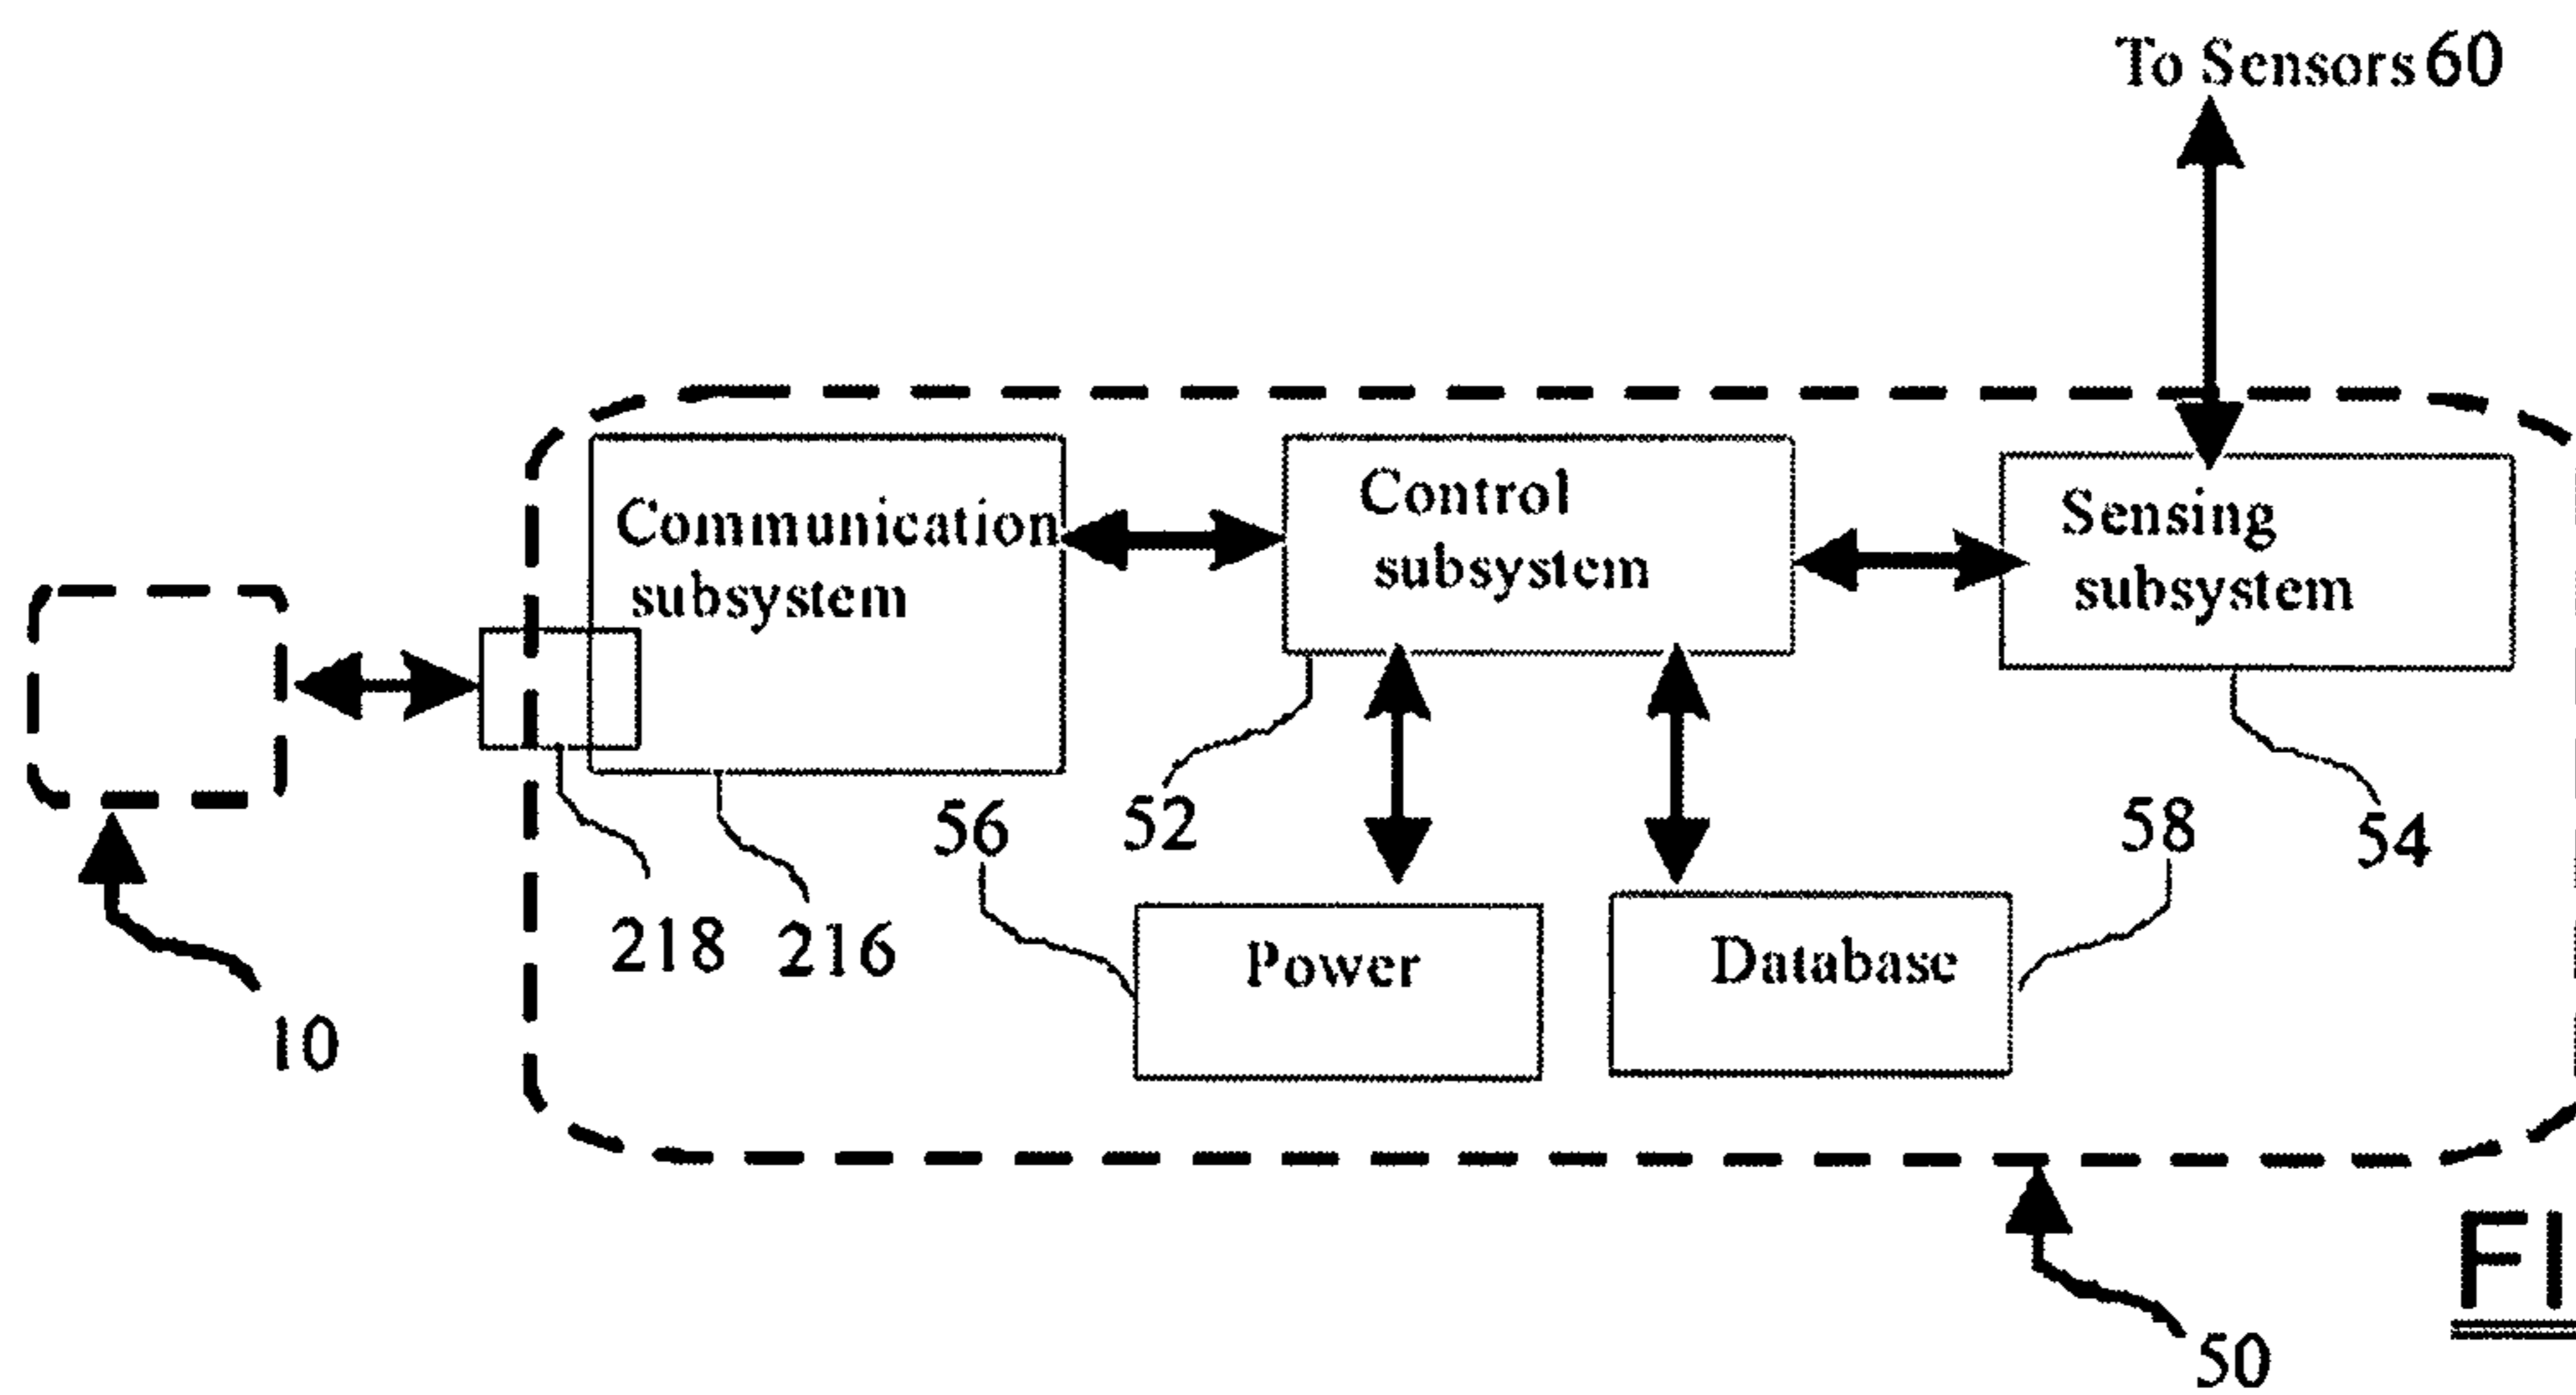 To Sensors 60
Communication
subsystem
Control
subsystem
Sensing
subsystem
56
52
58
54
218
216
Power
Database
10
50
FI